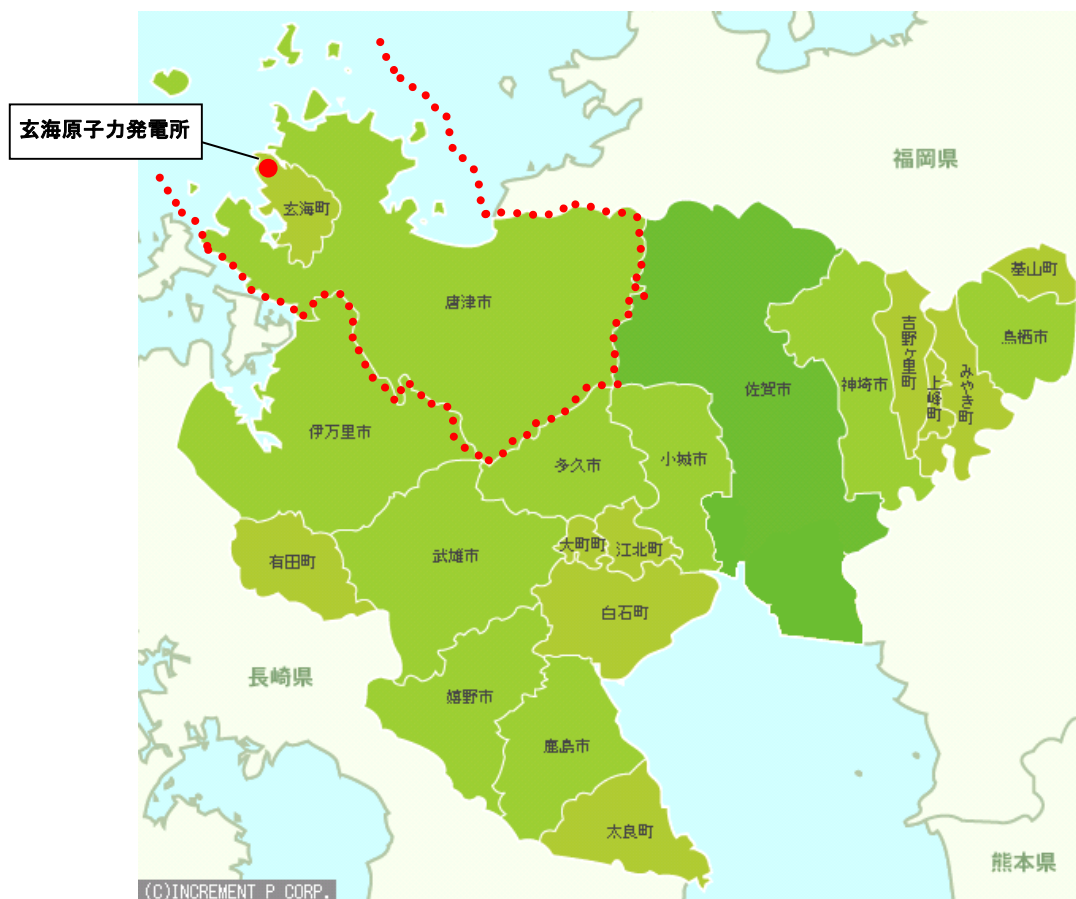 玄海原子力発電所
福岡県
玄海町
基山町
唐津市
吉野ヶ里町
鳥栖市
みやき町
上峰町
神埼市
佐賀市
伊万里市
小城市
多久市
大町町
江北町
武雄市
有田町
白石町
長崎県
嬉野市
鹿島市
太良町
熊本県
(C)INCREMENT P CORP.